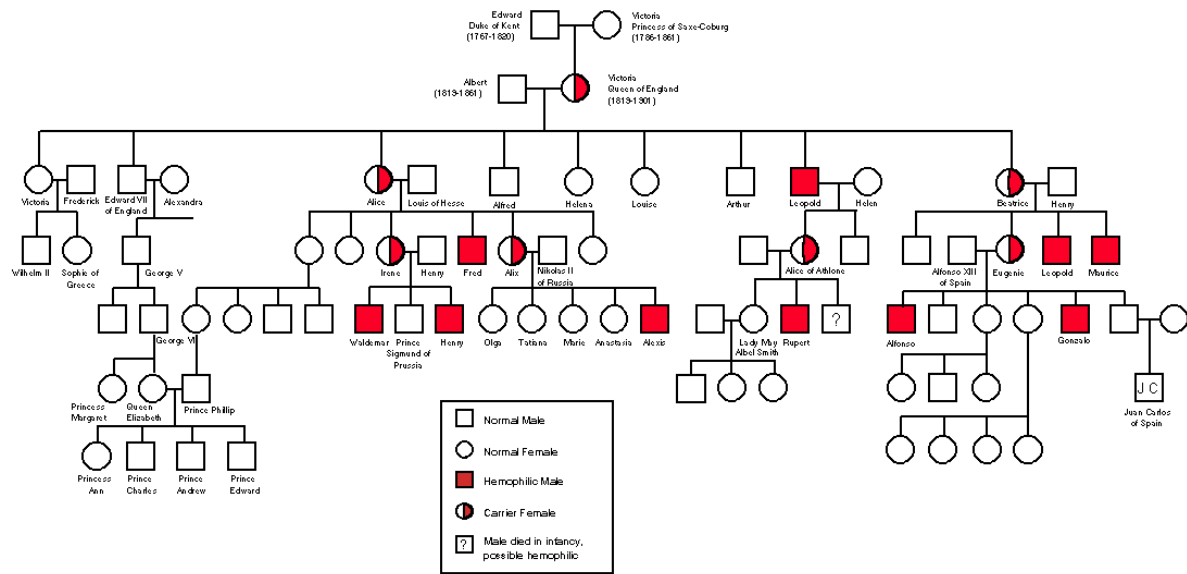 Edward
Duke of Kent
(1767-1820)
Victoria
Princess of Saxe-Coburg
(1786-1861)
Albert
(1819-1861)
Victoria
Queen of England
(1819-1901)
Victoria
Frederick
Edward VII
of England
Alexandra
Alice
Louis of Hesse
Alfred
Helena
Louise
Arthur
Leopold
Helen
Beatrice
Henry
Wilhelm II
Sophie of
Greece
George V
Irene
Henry
Fred
Alix
Nikolas II
of Russia
Alice of Athlone
Alfonso XIII
of Spain
Eugenie
Leopold
Maurice
George VI
Waldemar
Prince
Sigmund of
Prussia
Henry
Olga
Tatiana
Marie
Anastasia
Alexis
Lady May
Abel Smith
Rupert
?
Alfonso
Gonzalo
Princess
Margaret
Queen
Elizabeth
Prince Phillip
J C
Juan Carlos
of Spain
Princess
Ann
Prince
Charles
Prince
Andrew
Prince
Edward
Normal Male
Normal Female
Hemophilic Male
Carrier Female
?
Male died in infancy,
possible hemophilic